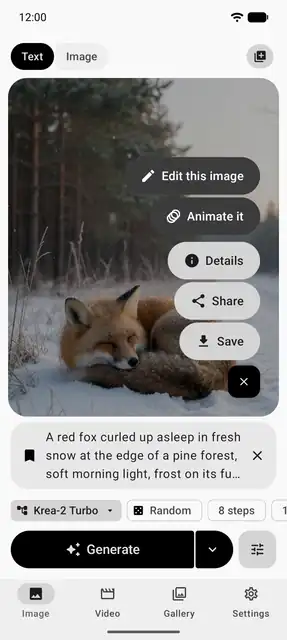 12:00
Text
Image
Edit this image
Animate it
Details
Share
Save
A red fox curled up asleep in fresh
snow at the edge of a pine forest,
soft morning light, frost on its fu…
Krea-2 Turbo
Random
8 steps
1
Generate
Image
Video
Gallery
Settings